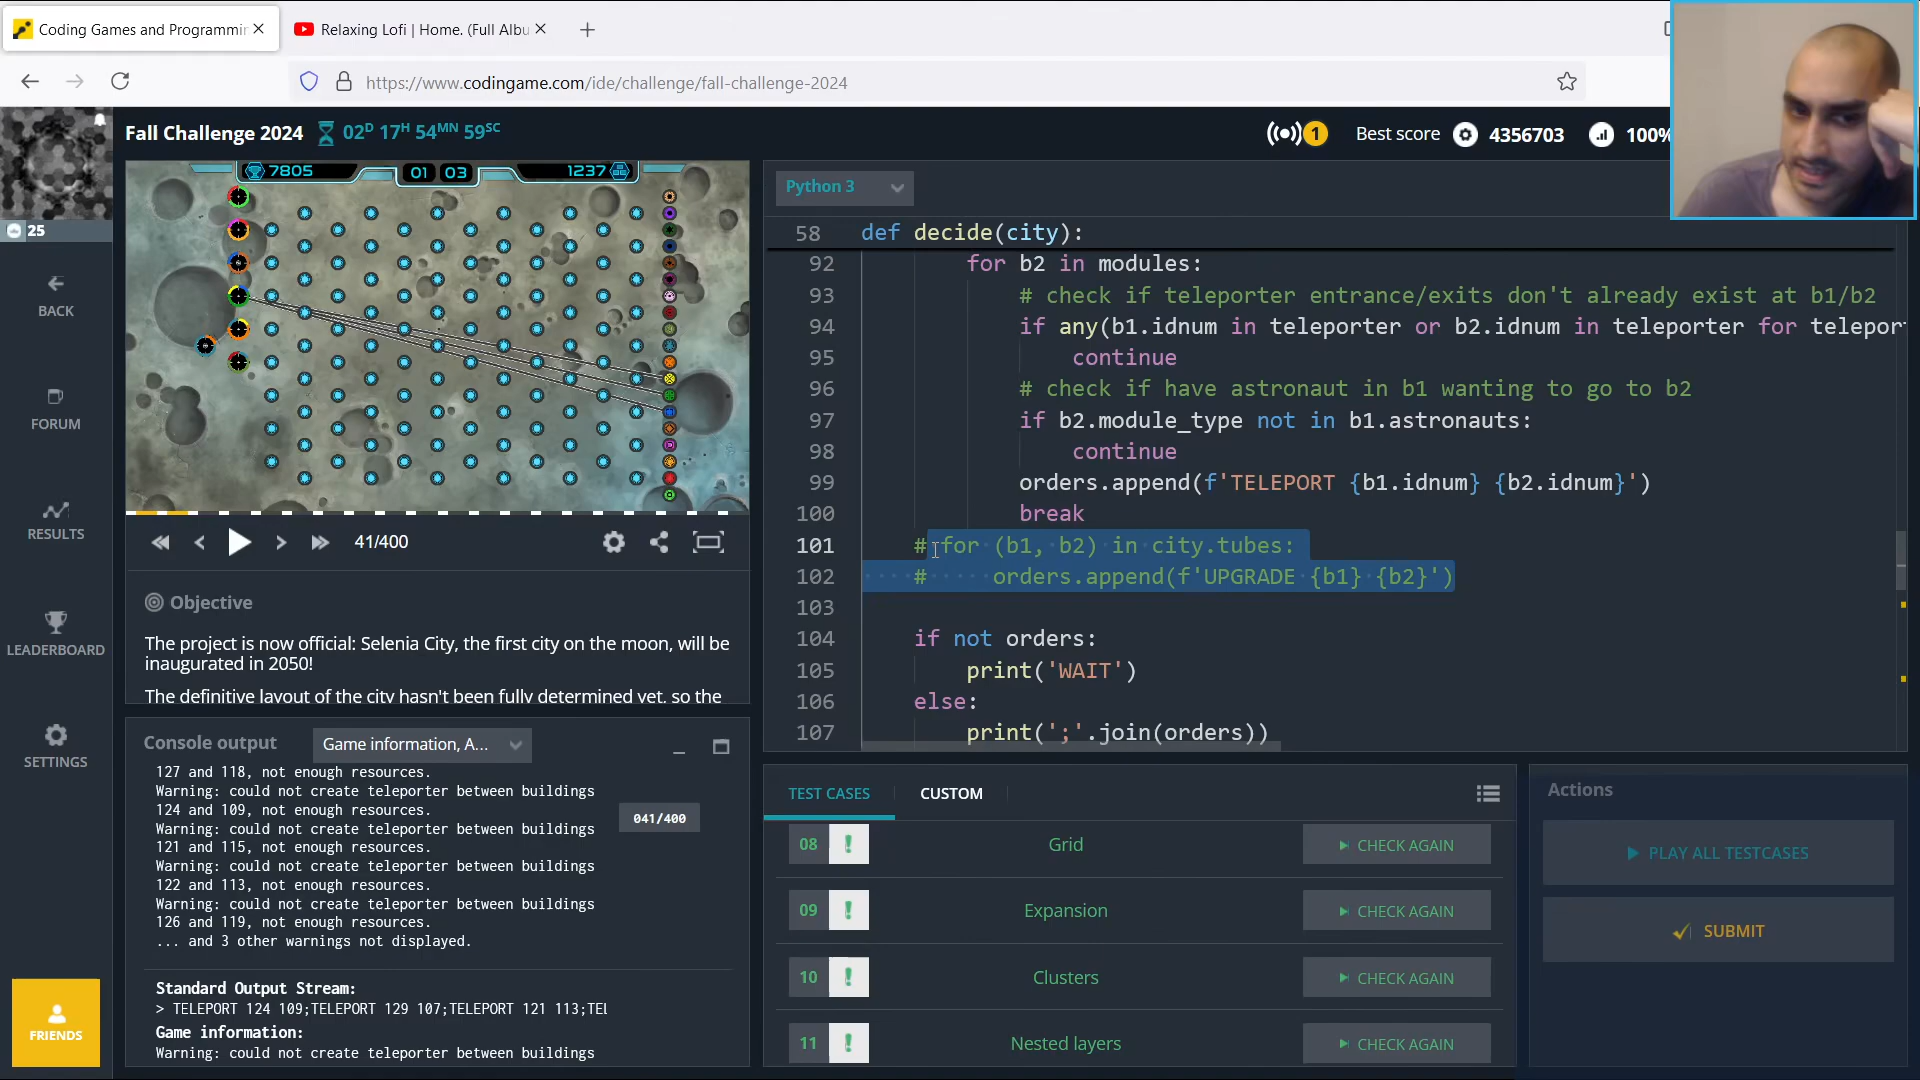 Coding Games and Programmin
Relaxing Lofi | Home. (Full Albu
https://www.codingame.com/ide/challenge/fall-challenge-2024
Fall Challenge 2024
02D 17H 54MN 59SC
1
Best score
4356703
100%
25
BACK
FORUM
RESULTS
LEADERBOARD
SETTINGS
FRIENDS
7805
01
03
1237
41/400
Objective
The project is now official: Selenia City, the first city on the moon, will be
inaugurated in 2050!
The definitive layout of the city hasn't been fully determined yet, so the
Console output
Game information, A...
127 and 118, not enough resources.
Warning: could not create teleporter between buildings
124 and 109, not enough resources.
Warning: could not create teleporter between buildings
121 and 115, not enough resources.
Warning: could not create teleporter between buildings
122 and 113, not enough resources.
Warning: could not create teleporter between buildings
126 and 119, not enough resources.
... and 3 other warnings not displayed.
041/400
Standard Output Stream:
> TELEPORT 124 109;TELEPORT 129 107;TELEPORT 121 113;TEL
Game information:
Warning: could not create teleporter between buildings
Python 3
58 def decide(city):
92 for b2 in modules:
93 # check if teleporter entrance/exits don't already exist at b1/b2
94 if any(b1.idnum in teleporter or b2.idnum in teleporter for telepor
95 continue
96 # check if have astronaut in b1 wanting to go to b2
97 if b2.module_type not in b1.astronauts:
98 continue
99 orders.append(f'TELEPORT {b1.idnum} {b2.idnum}')
100 break
101 # for (b1, b2) in city.tubes:
102 # orders.append(f'UPGRADE {b1} {b2}')
103
104 if not orders:
105 print('WAIT')
106 else:
107 print(';'.join(orders))
TEST CASES
CUSTOM
08 ! Grid CHECK AGAIN
09 ! Expansion CHECK AGAIN
10 ! Clusters CHECK AGAIN
11 ! Nested layers CHECK AGAIN
Actions
PLAY ALL TESTCASES
SUBMIT